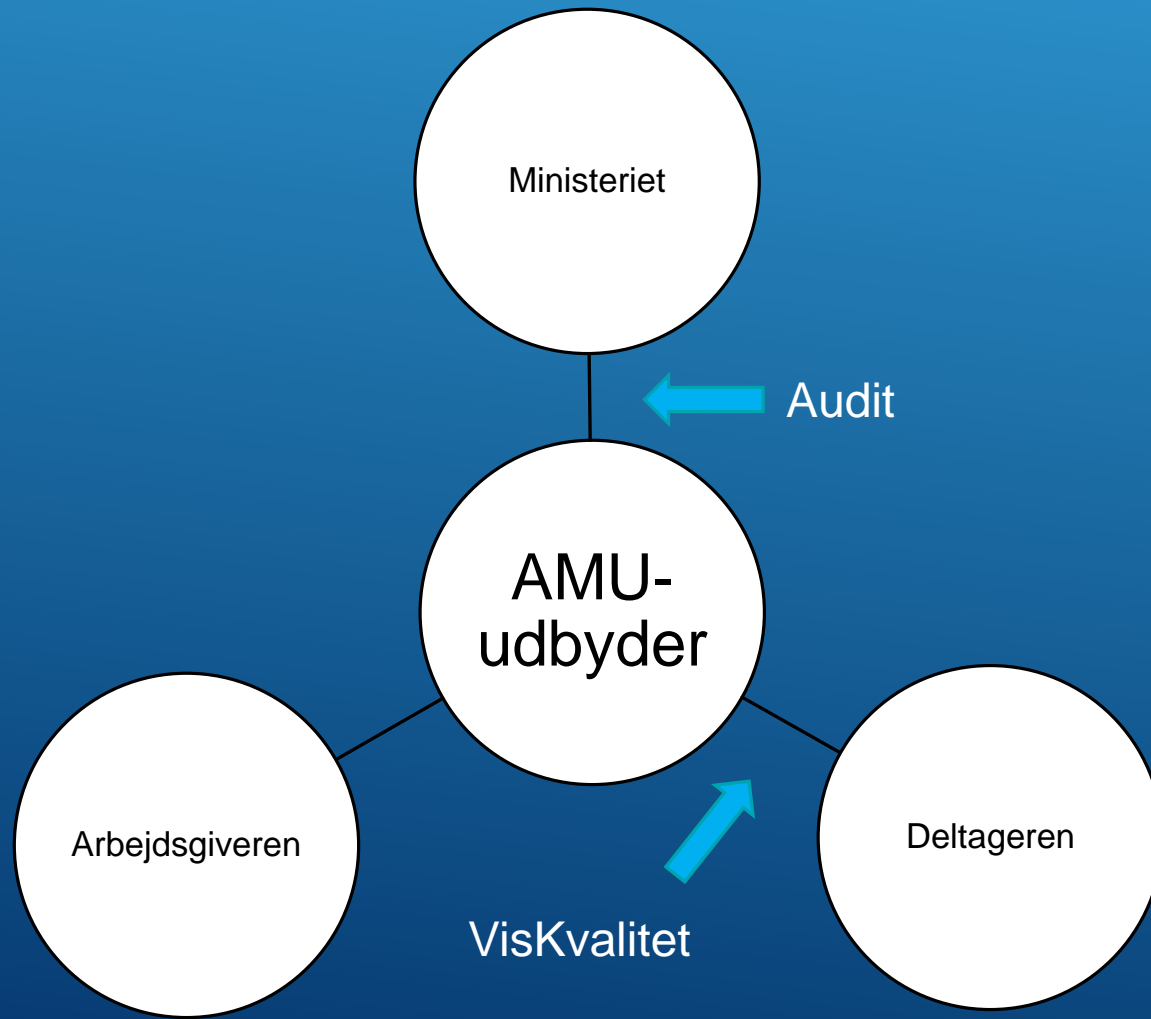 Ministeriet
Audit
AMU-
udbyder
Arbejdsgiveren
Deltageren
VisKvalitet